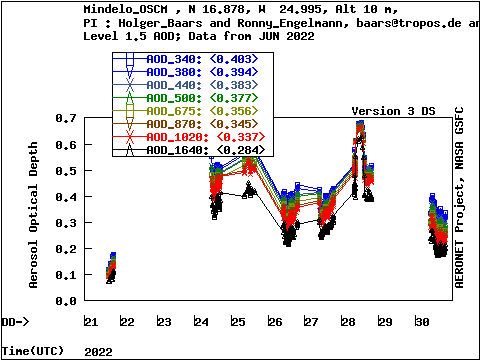 Mindelo_OSCM , N 16.878, W 24.995, Alt 10 m,
PI : Holger_Baars and Ronny_Engelmann, baars@tropos.de an
Level 1.5 AOD; Data from JUN 2022
AOD_340: <0.403>
AOD_380: <0.394>
AOD_440: <0.383>
AOD_500: <0.377>
AOD_675: <0.356>
AOD_870: <0.345>
AOD_1020: <0.337>
AOD_1640: <0.284>
Version 3 DS
0.7
0.6
0.5
0.4
0.3
0.2
0.1
0.0
Aerosol Optical Depth
AERONET Project, NASA GSFC
DD-> 21 22 23 24 25 26 27 28 29 30
Time(UTC) 2022